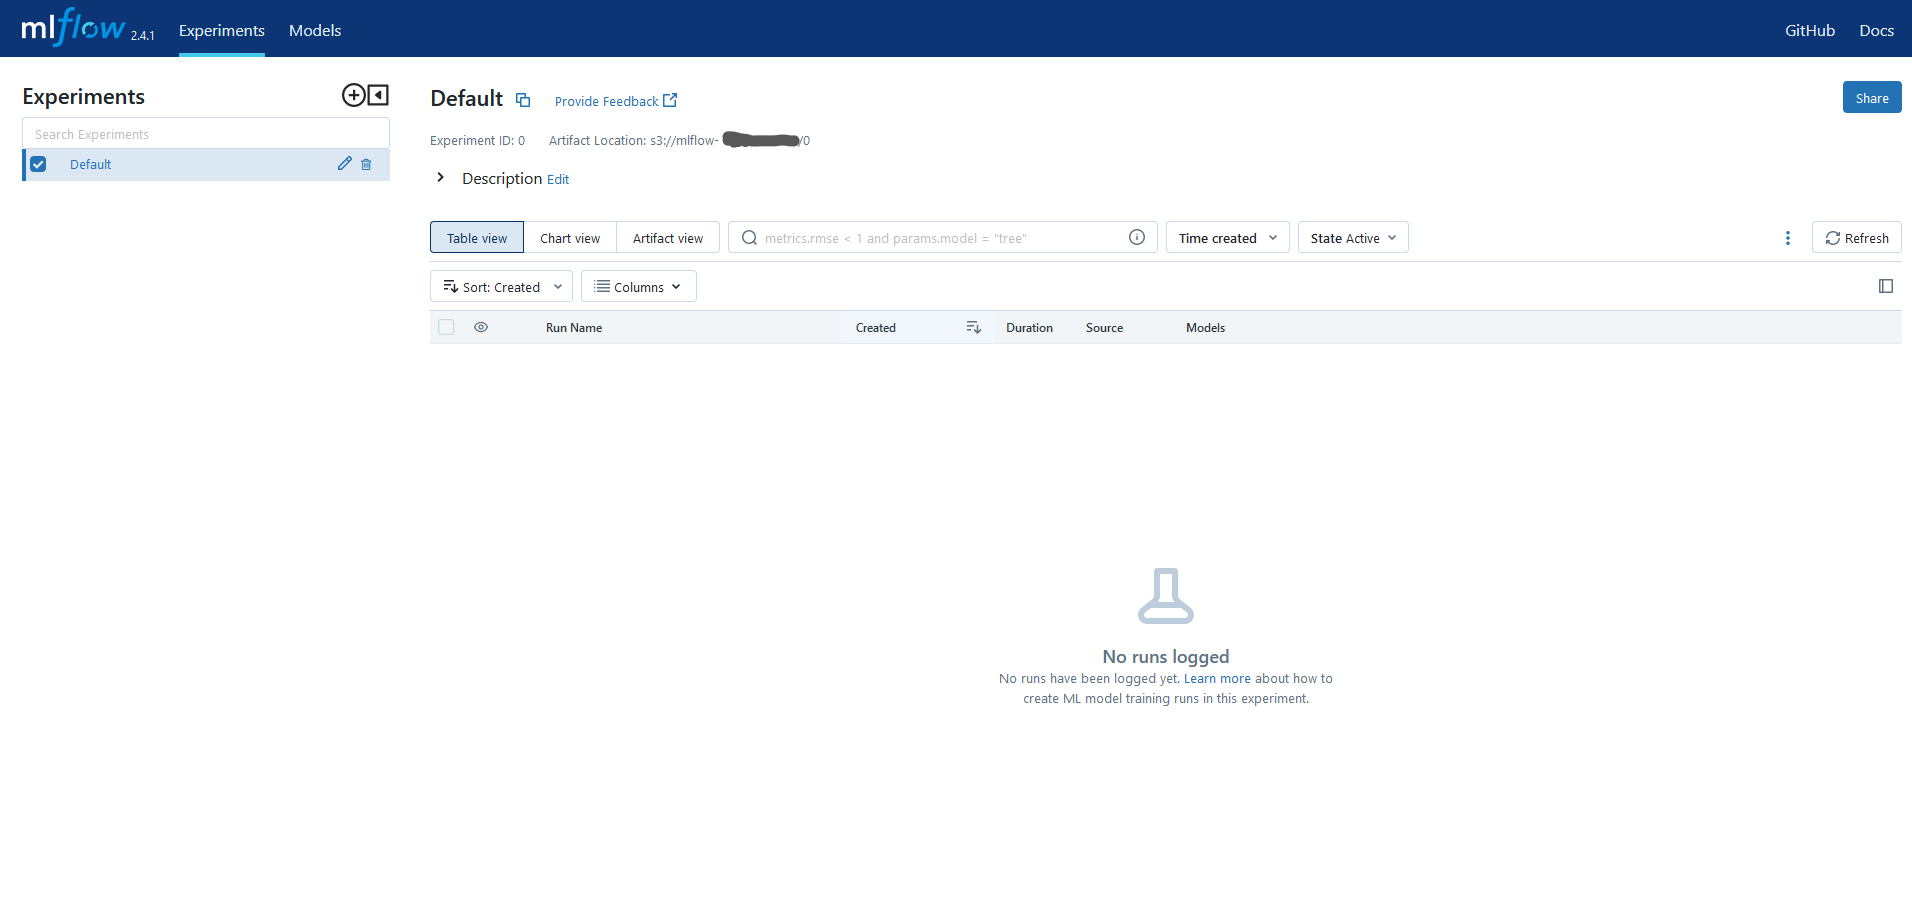 mlflow 2.4.1 Experiments Models GitHub Docs
Experiments
Search Experiments
Default
Default Provide Feedback Share
Experiment ID: 0 Artifact Location: s3://mlflow- /0
Description Edit
Table view Chart view Artifact view metrics.rmse < 1 and params.model = "tree" Time created State Active Refresh
Sort: Created Columns
Run Name Created Duration Source Models
No runs logged
No runs have been logged yet. Learn more about how to
create ML model training runs in this experiment.